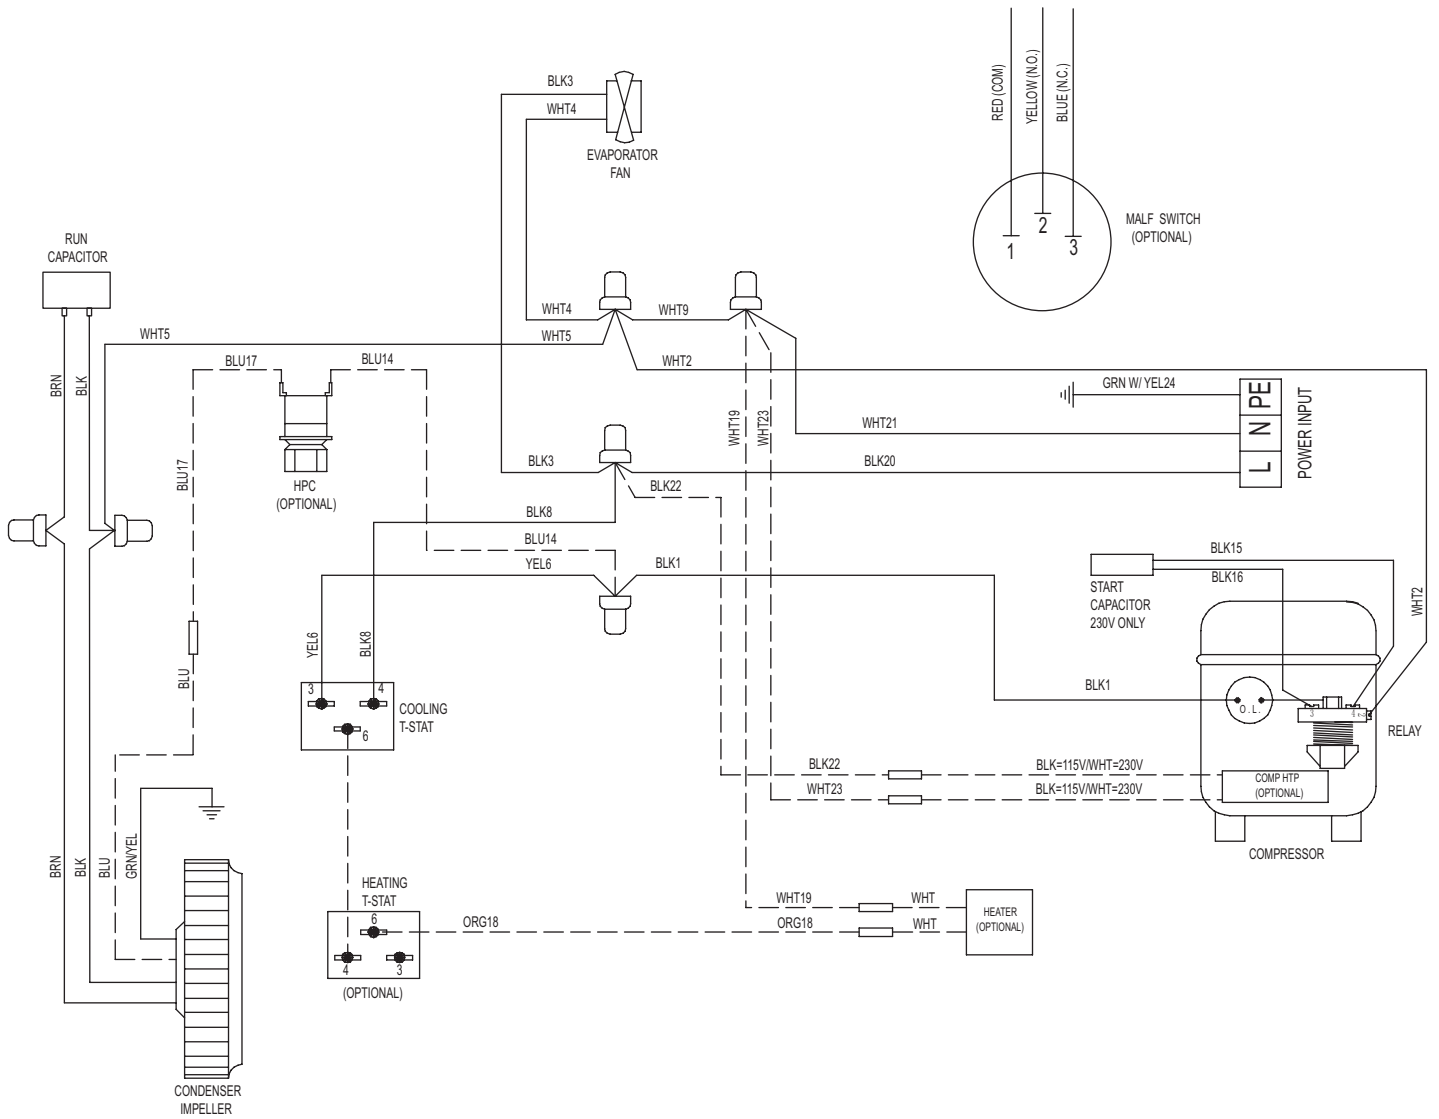 RED (COM)
YELLOW (N.O.)
BLUE (N.C.)
BLK3
WHT4
EVAPORATOR
FAN
1
2
3
MALF SWITCH
(OPTIONAL)
RUN
CAPACITOR
WHT4
WHT9
WHT5
WHT5
WHT2
BLU17
BLU14
BRN
BLK
GRN W/ YEL24
PE
N
L
POWER INPUT
WHT19
WHT23
WHT21
BLU17
HPC
(OPTIONAL)
BLK3
BLK20
BLK22
BLK8
BLU14
YEL6
BLK1
BLK15
BLK16
START
CAPACITOR
230V ONLY
WHT2
YEL6
BLK8
BLU
3
4
6
COOLING
T-STAT
BLK1
O.L.
3
4
2
RELAY
BLK22
BLK=115V/WHT=230V
WHT23
BLK=115V/WHT=230V
COMP HTP
(OPTIONAL)
COMPRESSOR
BRN
BLK
BLU
GRN/YEL
HEATING
T-STAT
6
4
3
(OPTIONAL)
ORG18
WHT19
WHT
ORG18
WHT
HEATER
(OPTIONAL)
CONDENSER
IMPELLER